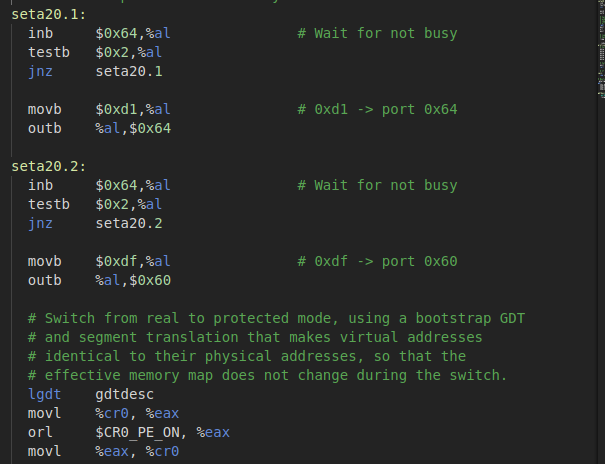 seta20.1:
  inb     $0x64,%al               # Wait for not busy
  testb   $0x2,%al
  jnz     seta20.1

  movb    $0xd1,%al               # 0xd1 -> port 0x64
  outb    %al,$0x64

seta20.2:
  inb     $0x64,%al               # Wait for not busy
  testb   $0x2,%al
  jnz     seta20.2

  movb    $0xdf,%al               # 0xdf -> port 0x60
  outb    %al,$0x60

  # Switch from real to protected mode, using a bootstrap GDT
  # and segment translation that makes virtual addresses
  # identical to their physical addresses, so that the
  # effective memory map does not change during the switch.
  lgdt    gdtdesc
  movl    %cr0, %eax
  orl     $CR0_PE_ON, %eax
  movl    %eax, %cr0